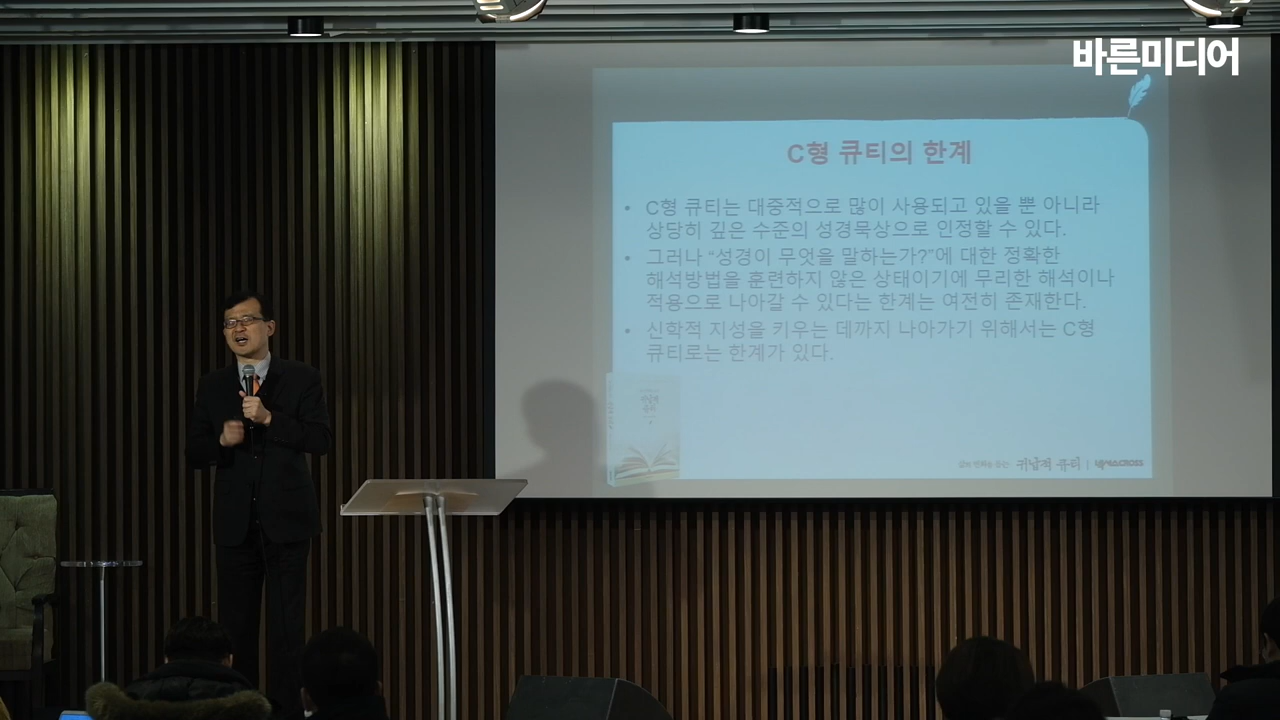 바른미디어
C형 큐티의 한계
• C형 큐티는 대중적으로 많이 사용되고 있을 뿐 아니라
상당히 깊은 수준의 성경묵상으로 인정할 수 있다.
• 그러나 “성경이 무엇을 말하는가?”에 대한 정확한
해석방법을 훈련하지 않은 상태이기에 무리한 해석이나
적용으로 나아갈 수 있다는 한계는 여전히 존재한다.
• 신학적 지성을 키우는 데까지 나아가기 위해서는 C형
큐티로는 한계가 있다.
귀납적 큐티 | 넥서스CROSS